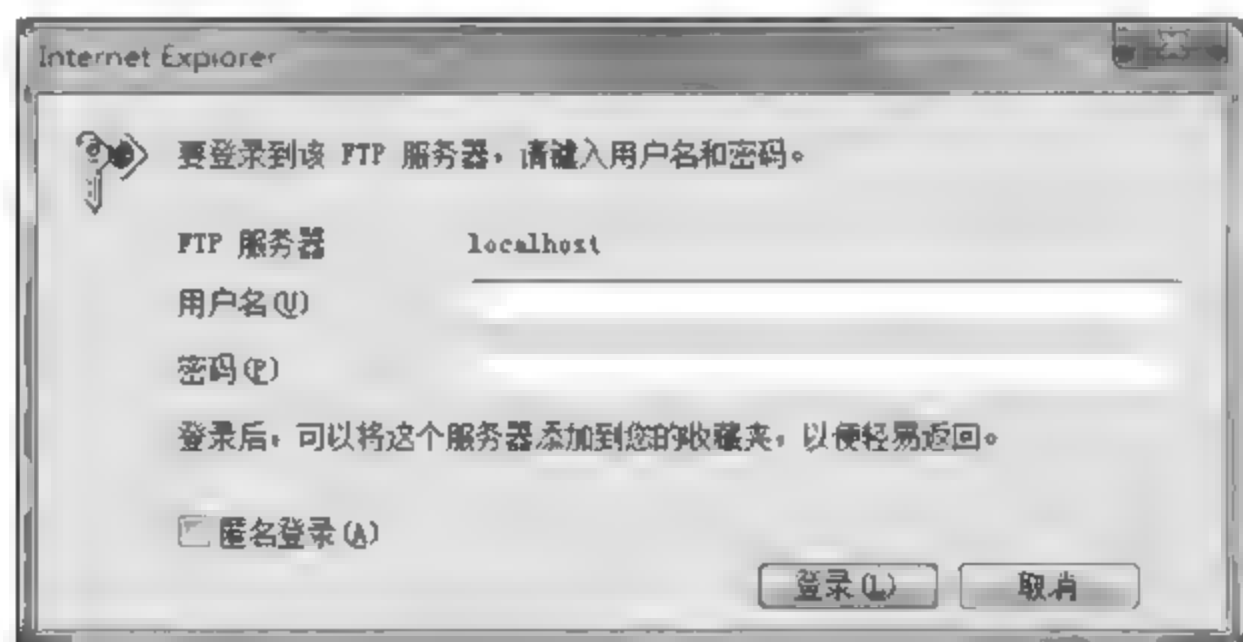 Internet Explorer
要登录到该 FTP 服务器，请键入用户名和密码。
FTP 服务器 localhost
用户名(U)
密码(P)
登录后，可以将这个服务器添加到您的收藏夹，以便轻易返回。
匿名登录(A)
登录(L) 取消